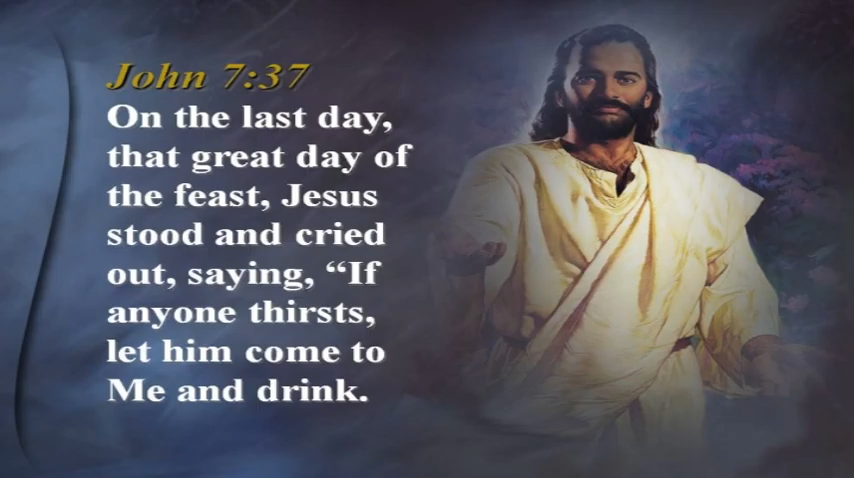 John 7:37
On the last day,
that great day of
the feast, Jesus
stood and cried
out, saying, “If
anyone thirsts,
let him come to
Me and drink.